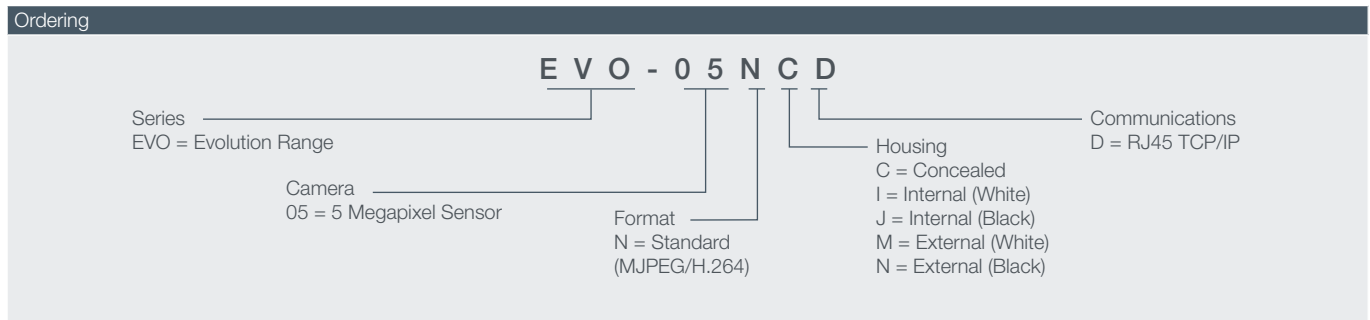 Ordering
E V O - 0 5 N C D
Series
EVO = Evolution Range
Camera
05 = 5 Megapixel Sensor
Format
N = Standard
(MJPEG/H.264)
Housing
C = Concealed
I = Internal (White)
J = Internal (Black)
M = External (White)
N = External (Black)
Communications
D = RJ45 TCP/IP